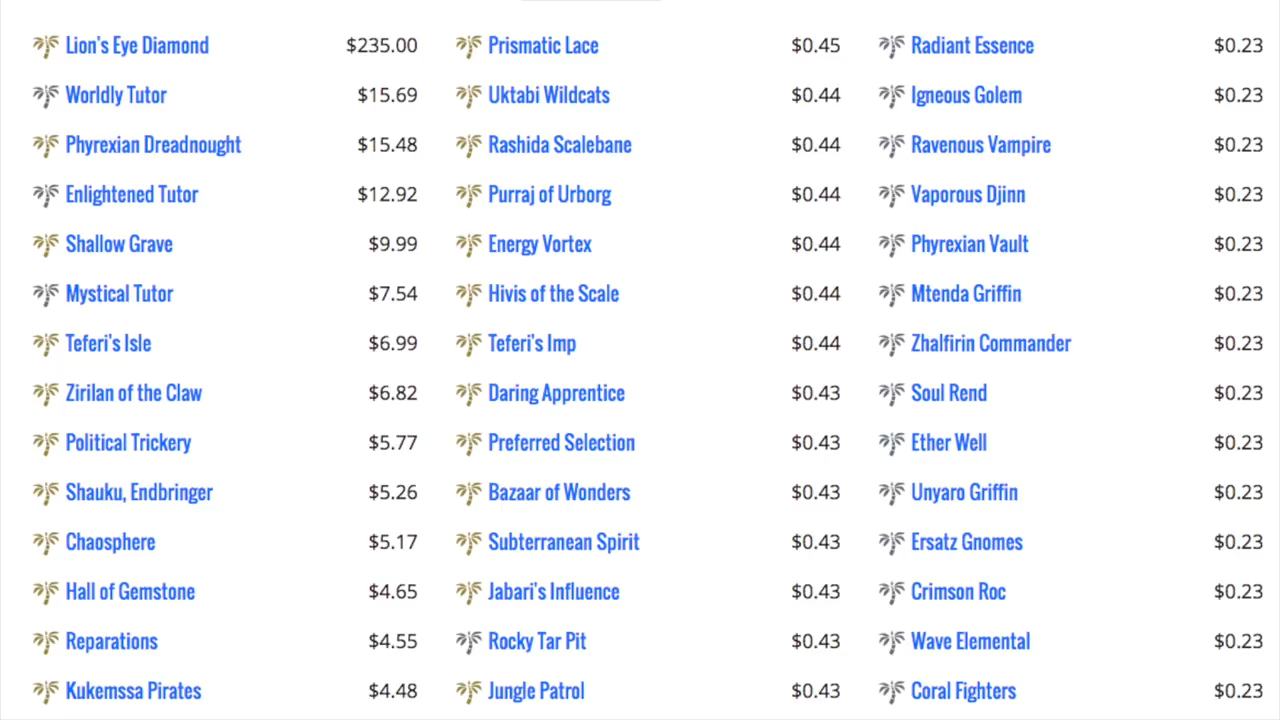 Lion's Eye Diamond $235.00 Prismatic Lace $0.45 Radiant Essence $0.23
Worldly Tutor $15.69 Uktabi Wildcats $0.44 Igneous Golem $0.23
Phyrexian Dreadnought $15.48 Rashida Scalebane $0.44 Ravenous Vampire $0.23
Enlightened Tutor $12.92 Purraj of Urborg $0.44 Vaporous Djinn $0.23
Shallow Grave $9.99 Energy Vortex $0.44 Phyrexian Vault $0.23
Mystical Tutor $7.54 Hivis of the Scale $0.44 Mtenda Griffin $0.23
Teferi's Isle $6.99 Teferi's Imp $0.44 Zhalfirin Commander $0.23
Zirilan of the Claw $6.82 Daring Apprentice $0.43 Soul Rend $0.23
Political Trickery $5.77 Preferred Selection $0.43 Ether Well $0.23
Shauku, Endbringer $5.26 Bazaar of Wonders $0.43 Unyaro Griffin $0.23
Chaosphere $5.17 Subterranean Spirit $0.43 Ersatz Gnomes $0.23
Hall of Gemstone $4.65 Jabari's Influence $0.43 Crimson Roc $0.23
Reparations $4.55 Rocky Tar Pit $0.43 Wave Elemental $0.23
Kukemssa Pirates $4.48 Jungle Patrol $0.43 Coral Fighters $0.23